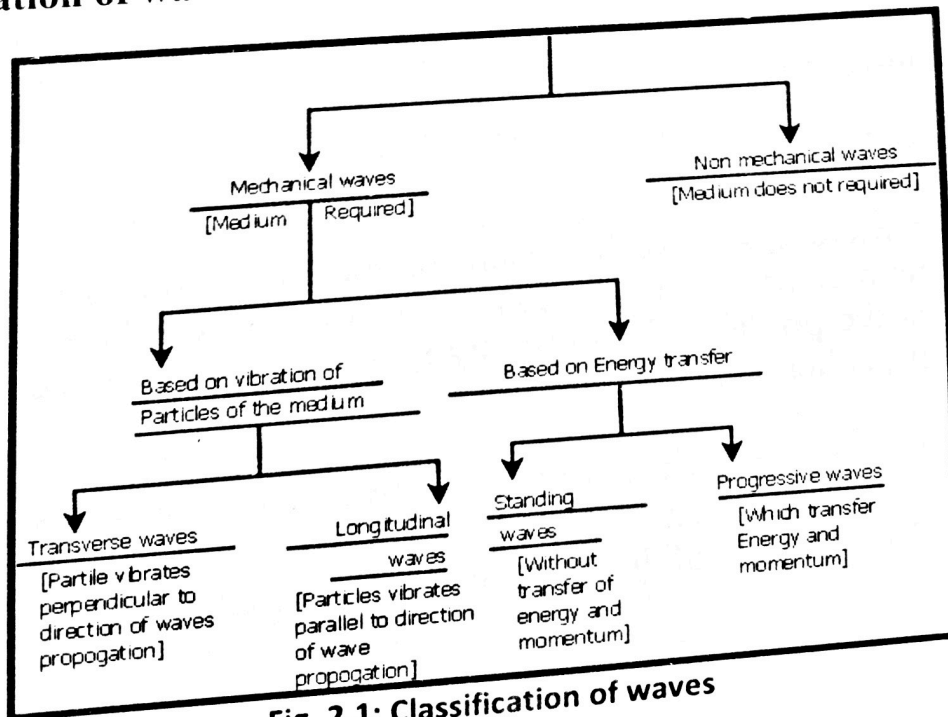 Mechanical waves
[Medium Required]
Non mechanical waves
[Medium does not required]
Based on vibration of
Particles of the medium
Based on Energy transfer
Transverse waves
[Partile vibrates
perpendicular to
direction of waves
propogation]
Longitudinal
waves
[Particles vibrates
parallel to direction
of wave
propogation]
Standing
waves
[Without
transfer of
energy and
momentum]
Progressive waves
[Which transfer
Energy and
momentum]
Fig. 2.1: Classification of waves